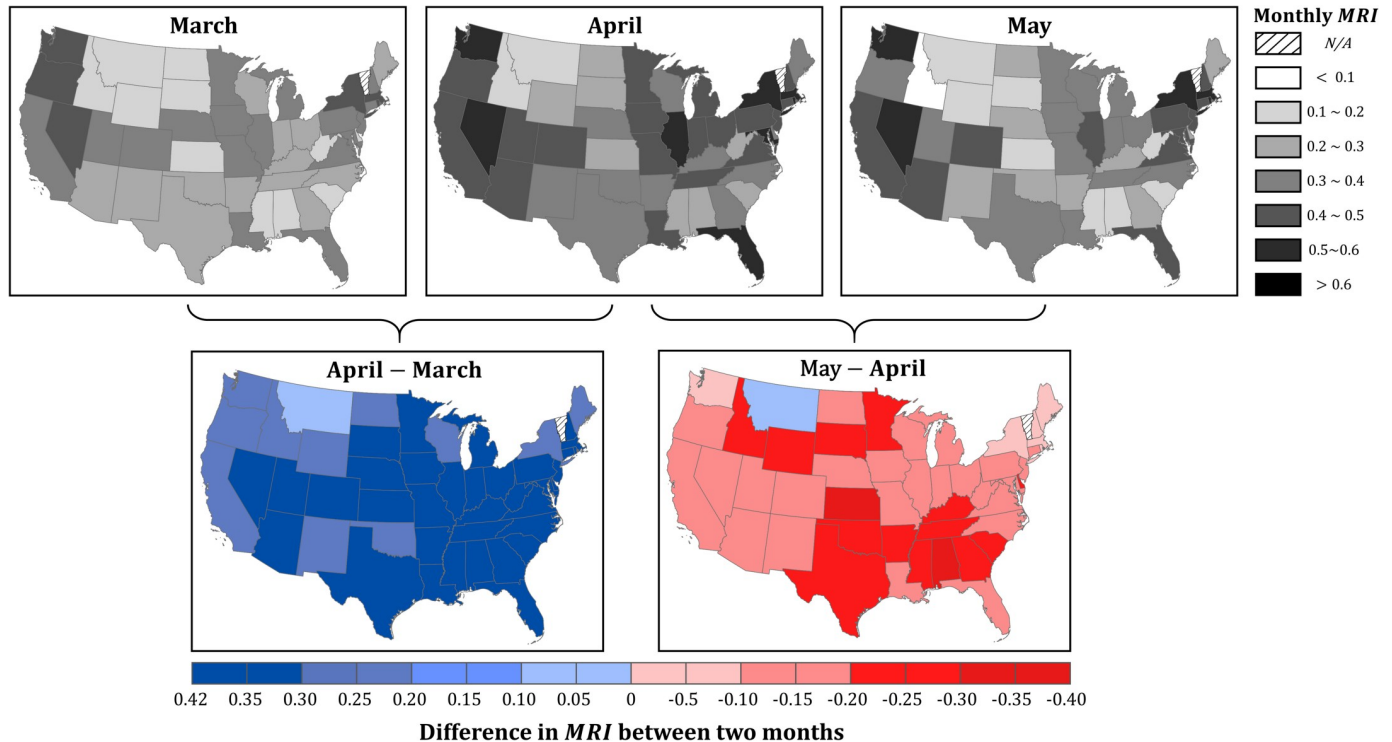 March
April
May
Monthly MRI
N/A
< 0.1
0.1 ~ 0.2
0.2 ~ 0.3
0.3 ~ 0.4
0.4 ~ 0.5
0.5~0.6
> 0.6
April − March
May − April
0.42 0.35 0.30 0.25 0.20 0.15 0.10 0.05 0 -0.5 -0.10 -0.15 -0.20 -0.25 -0.30 -0.35 -0.40
Difference in MRI between two months